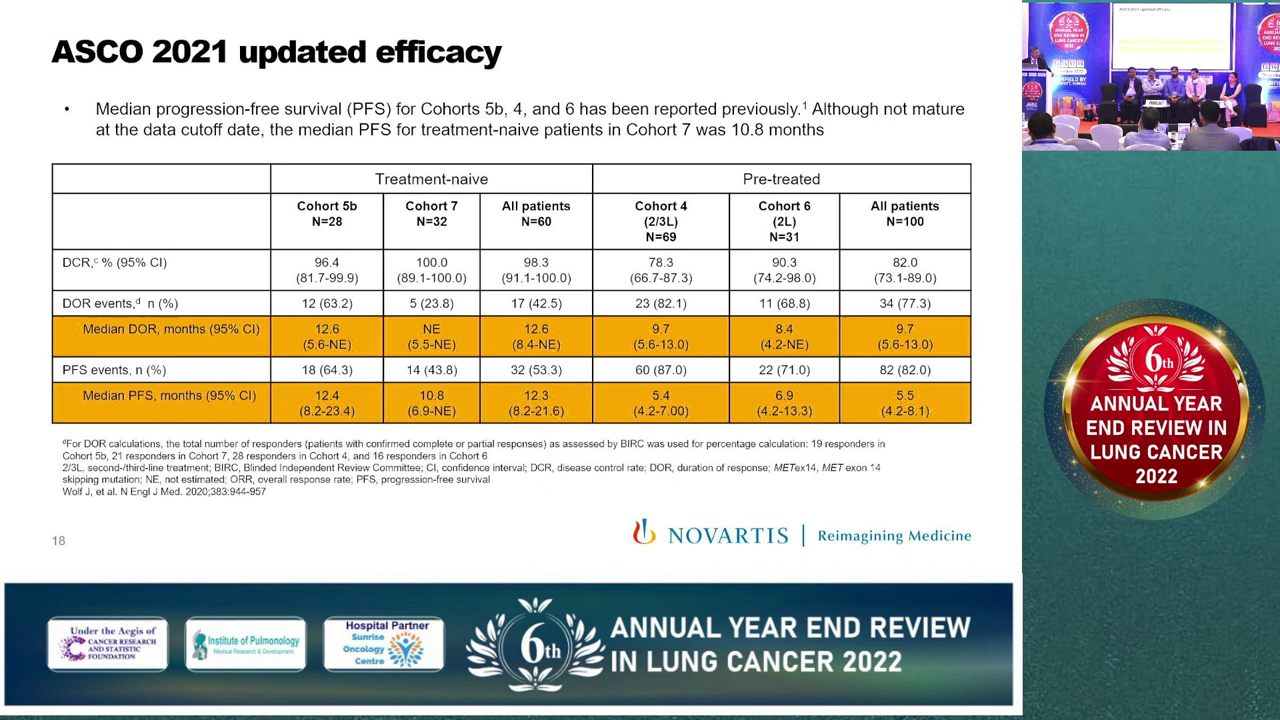 ASCO 2021 updated efficacy
• Median progression-free survival (PFS) for Cohorts 5b, 4, and 6 has been reported previously.1 Although not mature
at the data cutoff date, the median PFS for treatment-naive patients in Cohort 7 was 10.8 months
Treatment-naive Pre-treated
Cohort 5b Cohort 7 All patients Cohort 4 Cohort 6 All patients
N=28 N=32 N=60 (2/3L) (2L) N=100
N=69 N=31
DCR,c % (95% CI) 96.4 100.0 98.3 78.3 90.3 82.0
(81.7-99.9) (89.1-100.0) (91.1-100.0) (66.7-87.3) (74.2-98.0) (73.1-89.0)
DOR events,d n (%) 12 (63.2) 5 (23.8) 17 (42.5) 23 (82.1) 11 (68.8) 34 (77.3)
Median DOR, months (95% CI) 12.6 NE 12.6 9.7 8.4 9.7
(5.6-NE) (5.5-NE) (8.4-NE) (5.6-13.0) (4.2-NE) (5.6-13.0)
PFS events, n (%) 18 (64.3) 14 (43.8) 32 (53.3) 60 (87.0) 22 (71.0) 82 (82.0)
Median PFS, months (95% CI) 12.4 10.8 12.3 5.4 6.9 5.5
(8.2-23.4) (6.9-NE) (8.2-21.6) (4.2-7.00) (4.2-13.3) (4.2-8.1)
dFor DOR calculations, the total number of responders (patients with confirmed complete or partial responses) as assessed by BIRC was used for percentage calculation: 19 responders in
Cohort 5b, 21 responders in Cohort 7, 28 responders in Cohort 4, and 16 responders in Cohort 6
2/3L, second-/third-line treatment; BIRC, Blinded Independent Review Committee; CI, confidence interval; DCR, disease control rate; DOR, duration of response; METex14, MET exon 14
skipping mutation; NE, not estimated; ORR, overall response rate; PFS, progression-free survival
Wolf J, et al. N Engl J Med. 2020;383:944-957
18
NOVARTIS | Reimagining Medicine
Under the Aegis of
CANCER RESEARCH
AND STATISTIC
FOUNDATION
Institute of Pulmonology
Medical Research & Development
Hospital Partner
Sunrise
Oncology
Centre
6th
ANNUAL YEAR END REVIEW
IN LUNG CANCER 2022
ASCO 2021 updated efficacy
ANNUAL YEAR
END REVIEW IN
LUNG CANCER
2022
6th
ANNUAL YEAR
END REVIEW IN
LUNG CANCER
2022